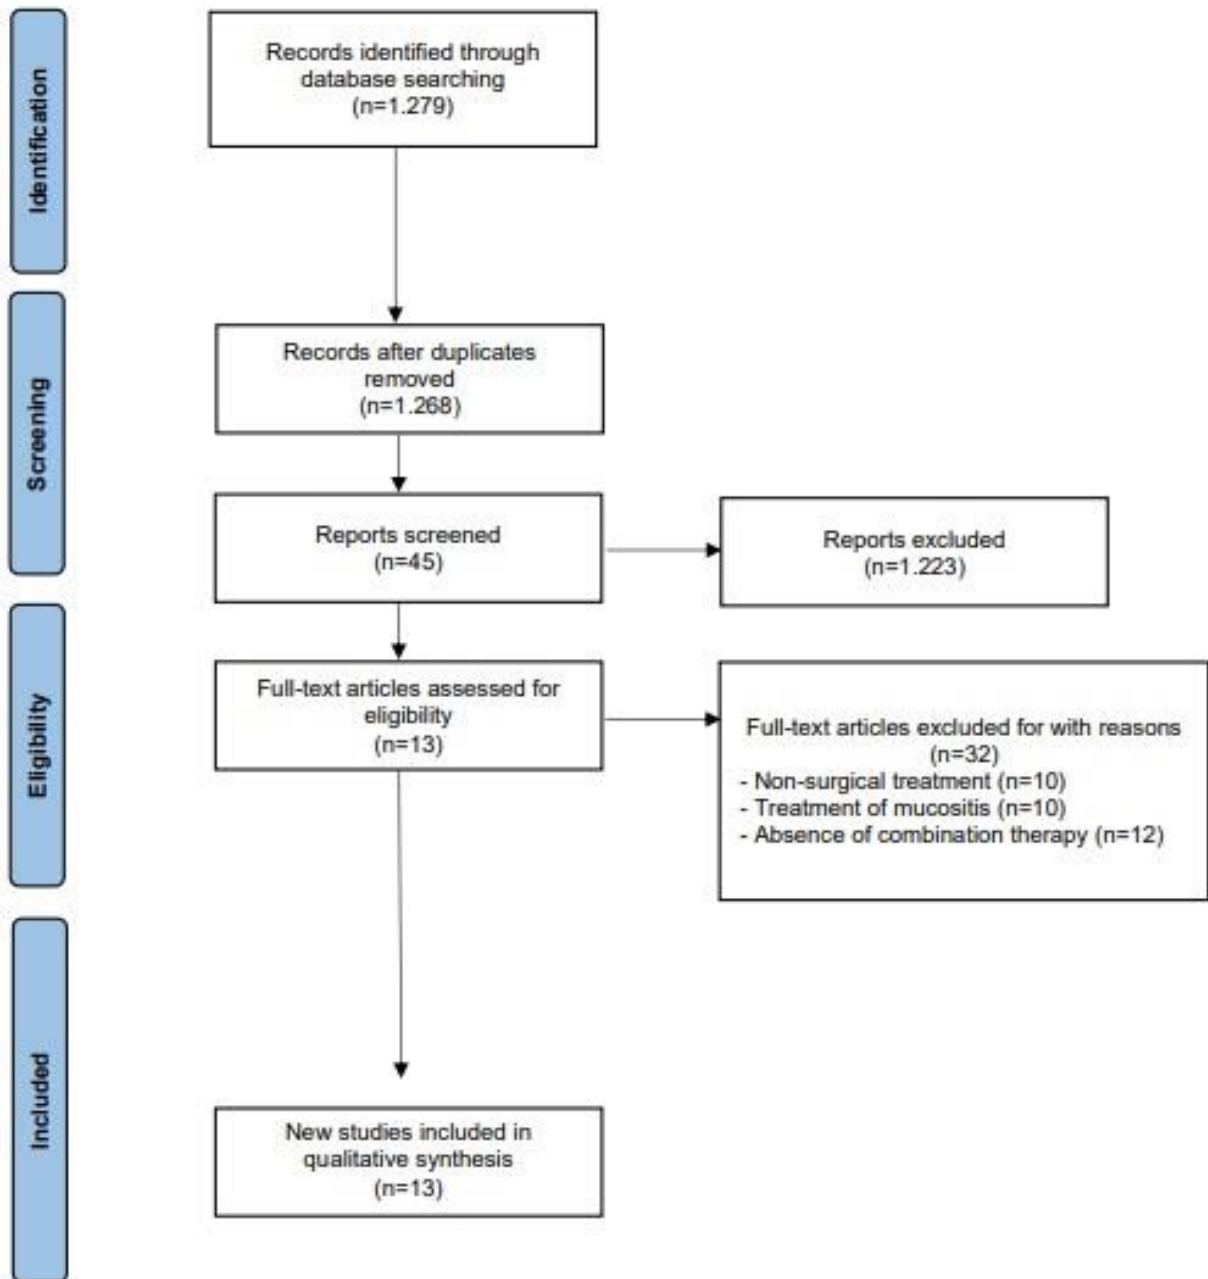 Identification
Records identified through
database searching
(n=1.279)
Screening
Records after duplicates
removed
(n=1.268)
Reports screened
(n=45)
Reports excluded
(n=1.223)
Eligibility
Full-text articles assessed for
eligibility
(n=13)
Full-text articles excluded for with reasons
(n=32)
- Non-surgical treatment (n=10)
- Treatment of mucositis (n=10)
- Absence of combination therapy (n=12)
Included
New studies included in
qualitative synthesis
(n=13)